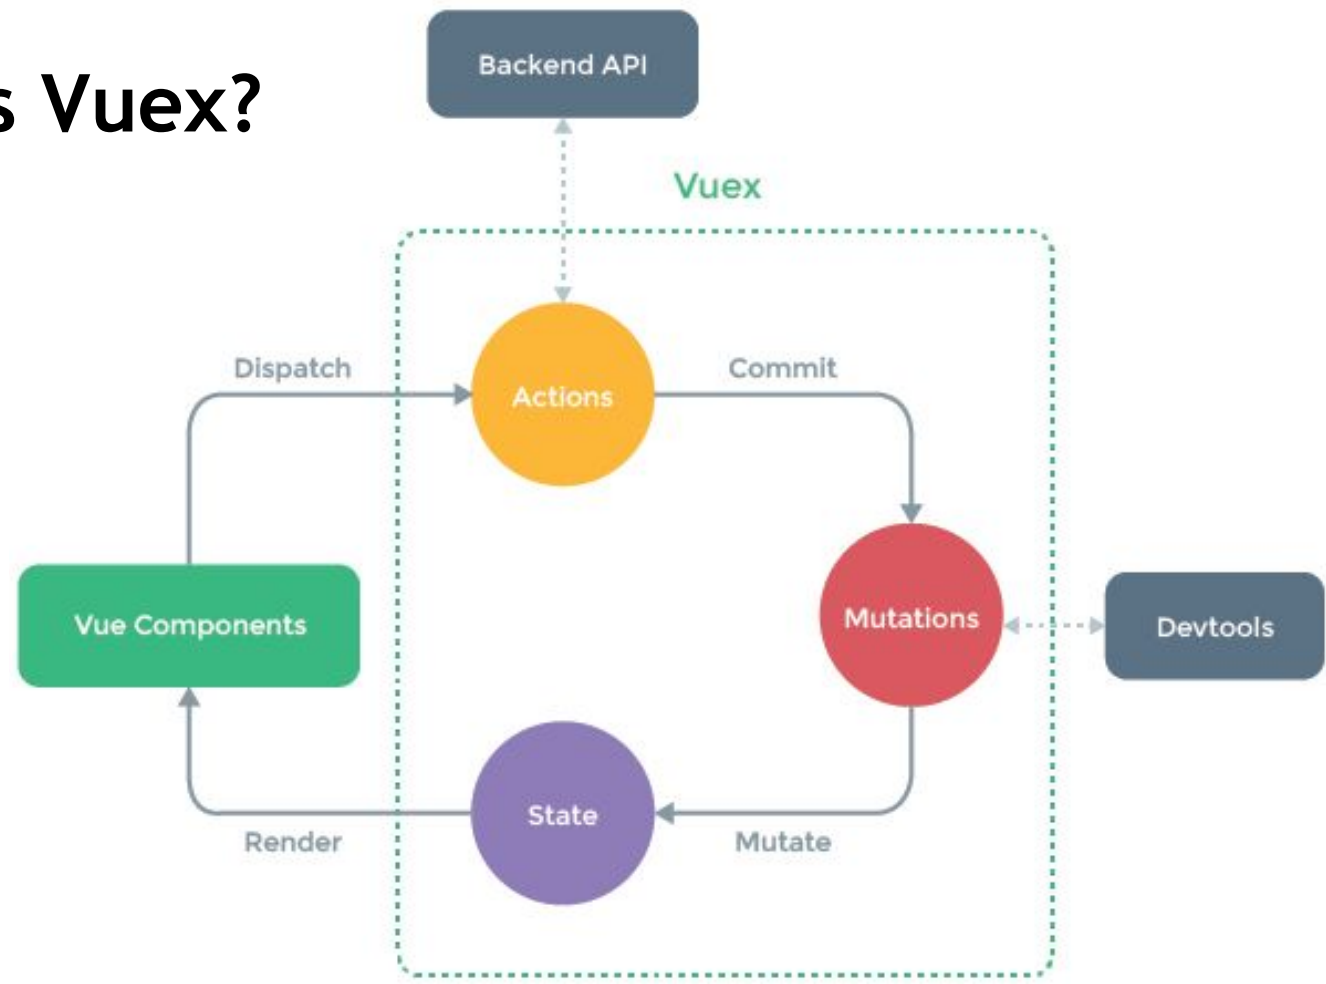 s Vuex?
Backend API
Vuex
Dispatch
Commit
Actions
Vue Components
Mutations
Devtools
State
Render
Mutate